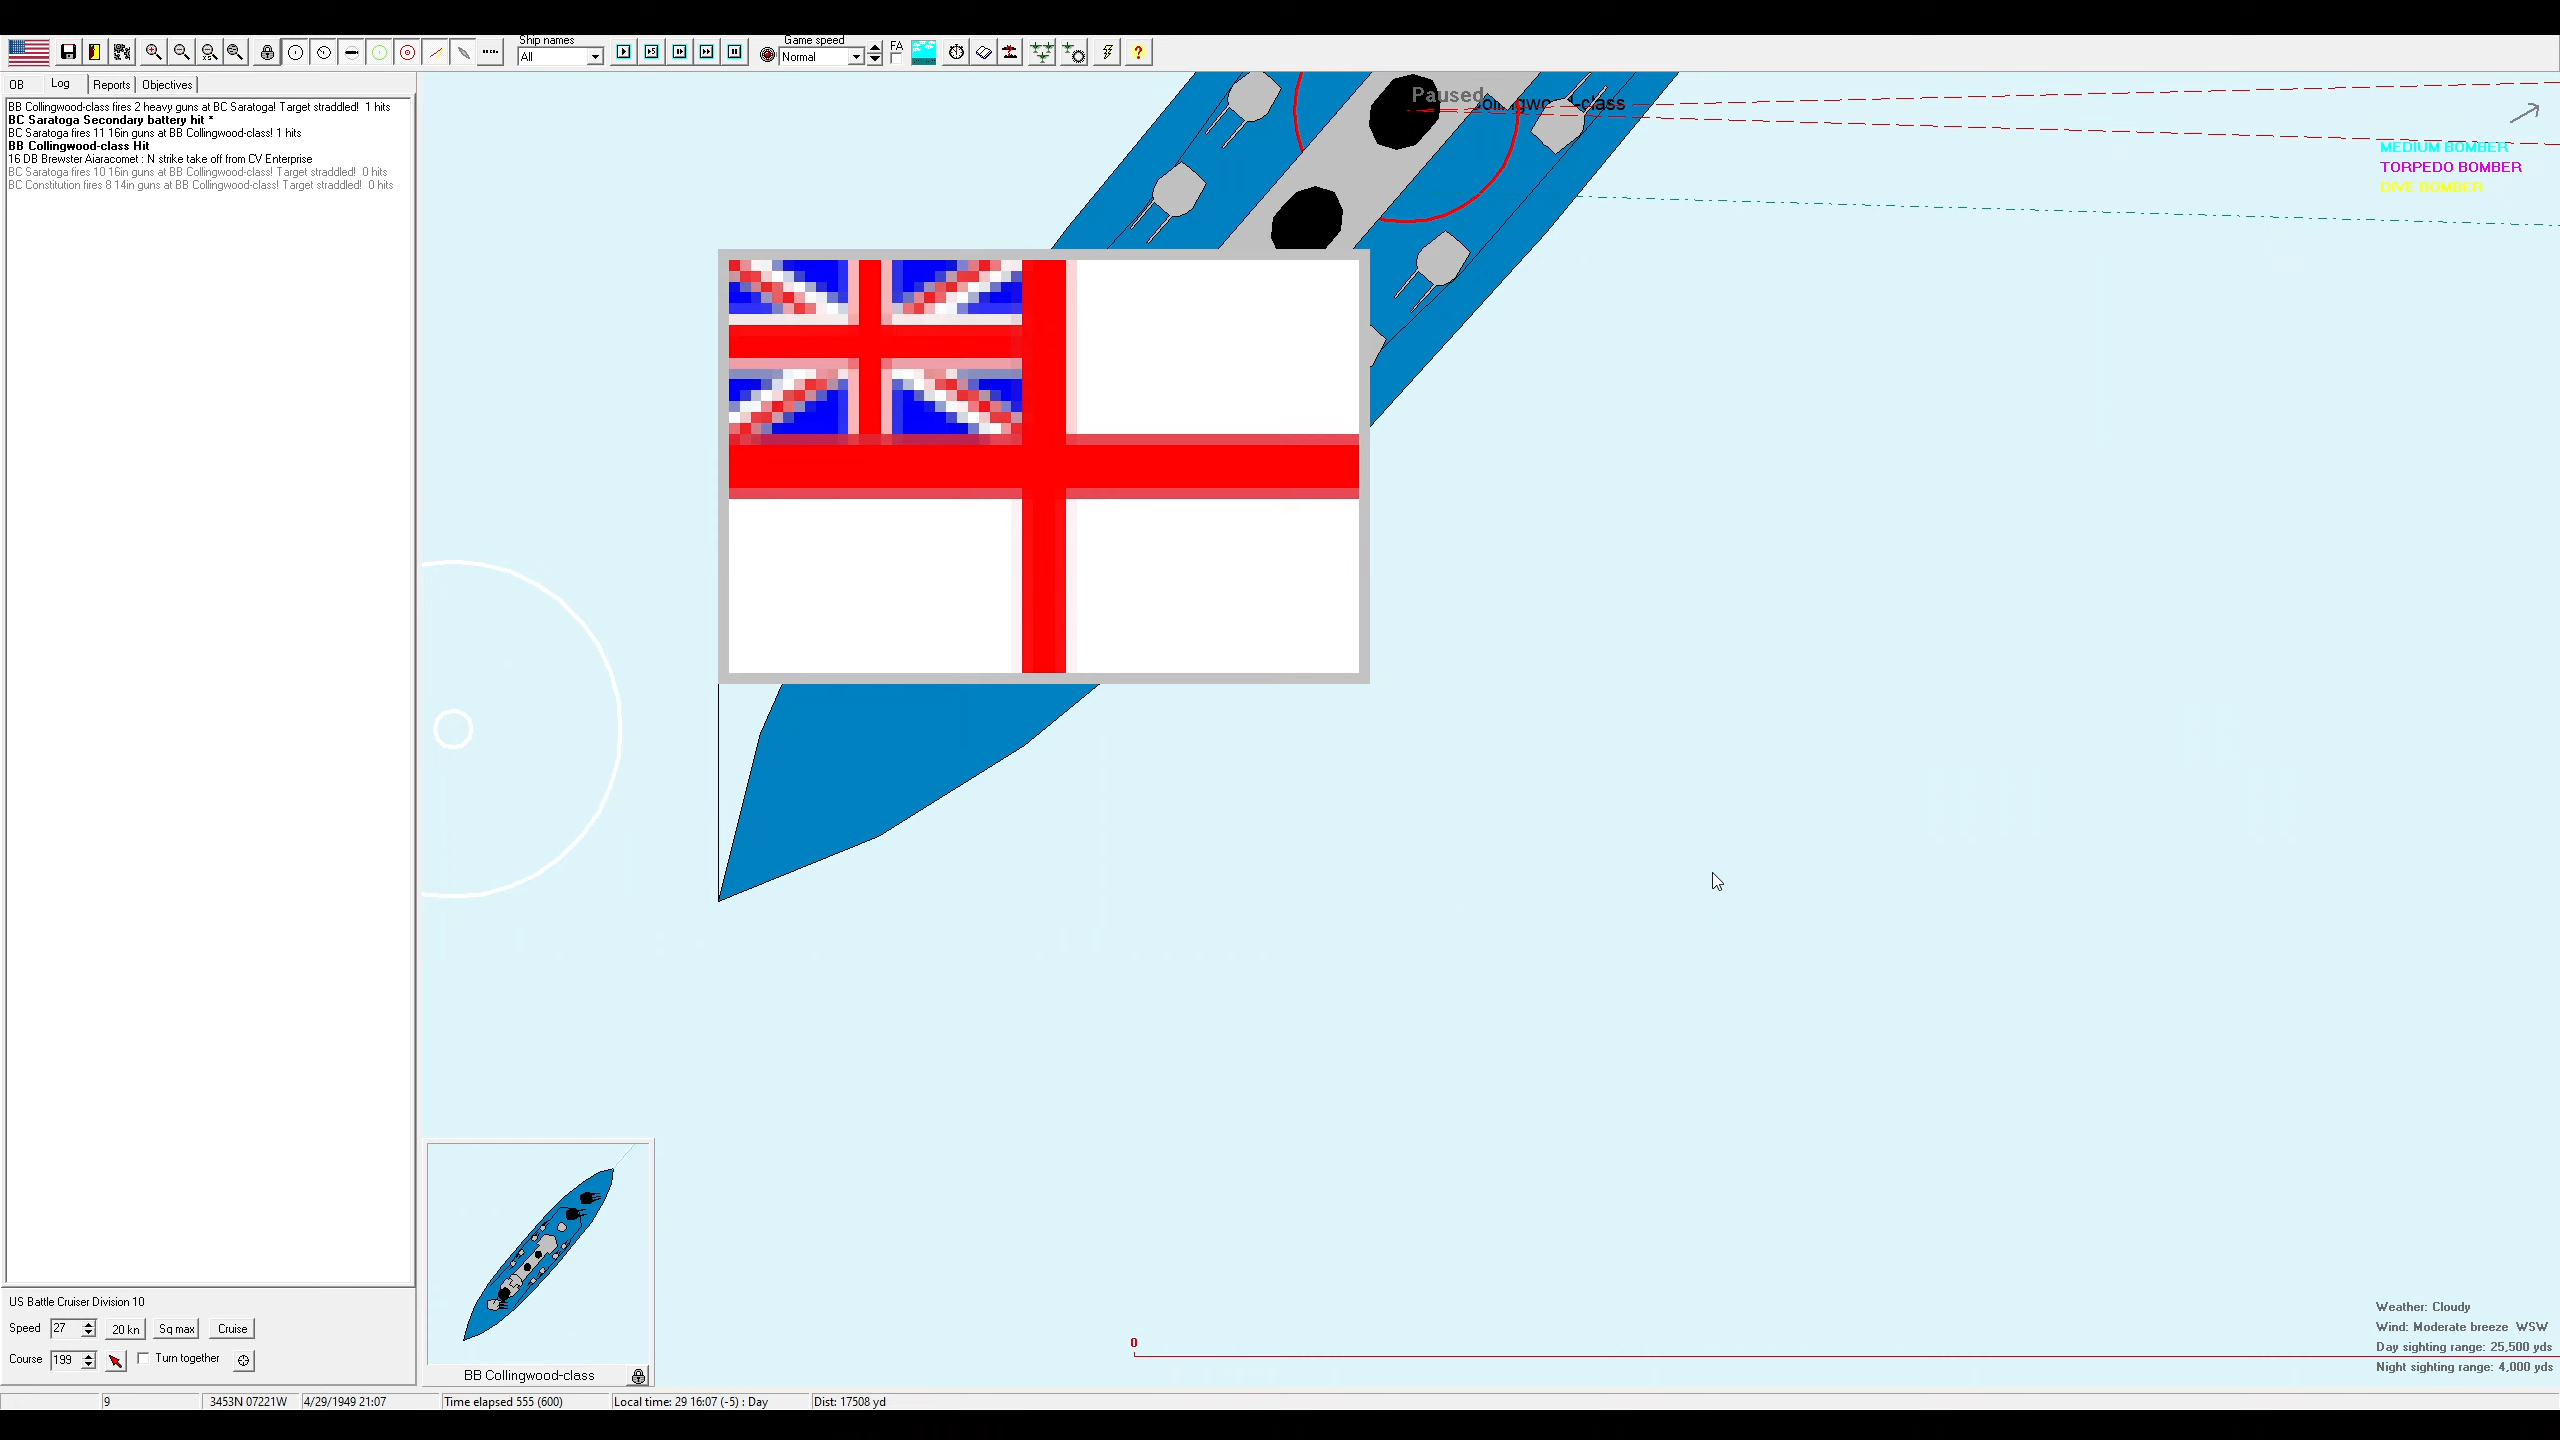 Ship names
All
Game speed
Normal
FA
OB
Log
Reports
Objectives
BB Collingwood-class fires 2 heavy guns at BC Saratoga! Target straddled!  1 hits
BC Saratoga Secondary battery hit *
BC Saratoga fires 11 16in guns at BB Collingwood-class! 1 hits
BB Collingwood-class Hit
16 DB Brewster Aiaracomet : N strike take off from CV Enterprise
BC Saratoga fires 10 16in guns at BB Collingwood-class! Target straddled!  0 hits
BC Constitution fires 8 14in guns at BB Collingwood-class! Target straddled!  0 hits
Paused
MEDIUM BOMBER
TORPEDO BOMBER
DIVE BOMBER
0
US Battle Cruiser Division 10
Speed
27
20 kn
Sq max
Cruise
Course
199
Turn together
BB Collingwood-class
Weather: Cloudy
Wind: Moderate breeze  WSW
Day sighting range: 25,500 yds
Night sighting range: 4,000 yds
9
3453N 07221W
4/29/1949 21:07
Time elapsed 555 (600)
Local time: 29 16:07 (-5) : Day
Dist: 17508 yd